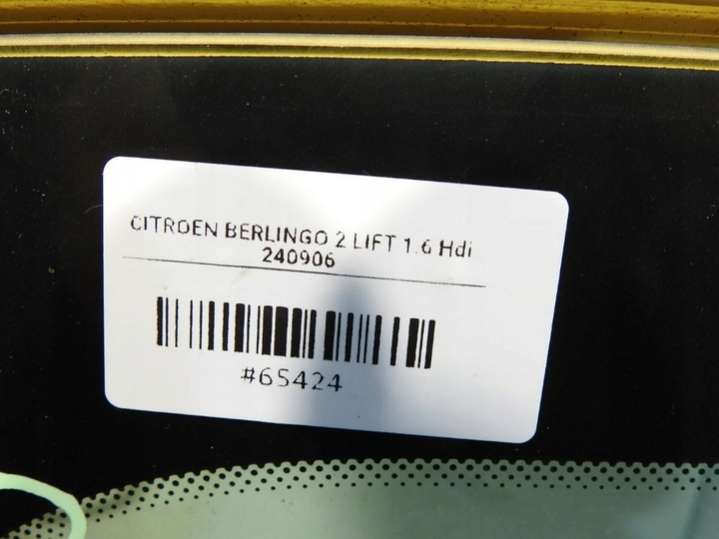 CITROEN BERLINGO 2 LIFT 1.6 Hdi
240906
#65424